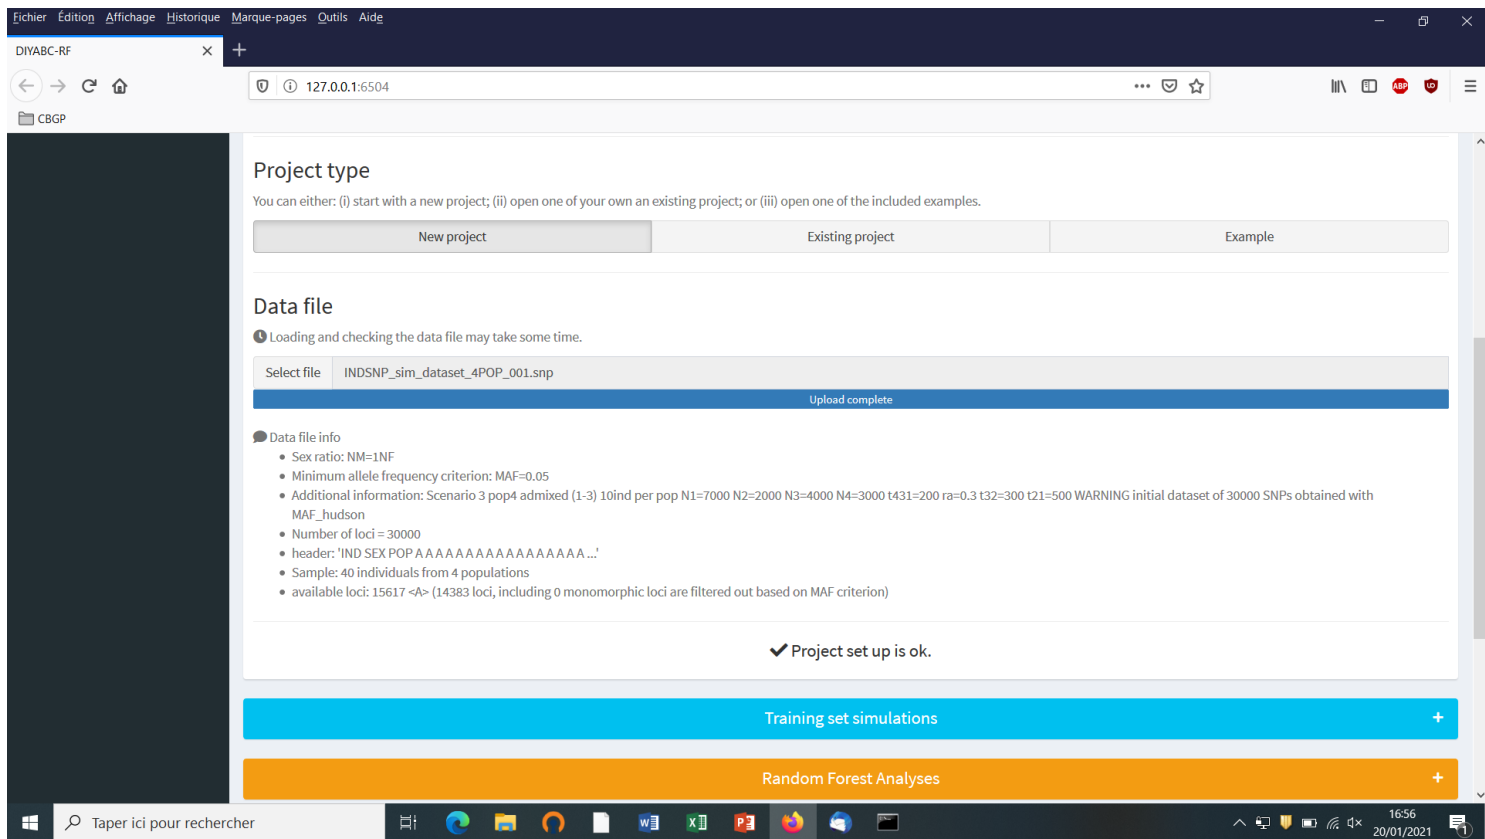 Fichier Édition Affichage Historique Marque-pages Outils Aide
DIYABC-RF
127.0.0.1:6504
ABP
CBGP
Project type
You can either: (i) start with a new project; (ii) open one of your own an existing project; or (iii) open one of the included examples.
New project Existing project Example
Data file
Loading and checking the data file may take some time.
Select file INDSNP_sim_dataset_4POP_001.snp
Upload complete
Data file info
• Sex ratio: NM=1NF
• Minimum allele frequency criterion: MAF=0.05
• Additional information: Scenario 3 pop4 admixed (1-3) 10ind per pop N1=7000 N2=2000 N3=4000 N4=3000 t431=200 ra=0.3 t32=300 t21=500 WARNING initial dataset of 30000 SNPs obtained with
MAF_hudson
• Number of loci = 30000
• header: 'IND SEX POP A A A A A A A A A A A A A A A A A ...'
• Sample: 40 individuals from 4 populations
• available loci: 15617 <A> (14383 loci, including 0 monomorphic loci are filtered out based on MAF criterion)
Project set up is ok.
Training set simulations +
Random Forest Analyses +
Taper ici pour rechercher
16:56
20/01/2021
1